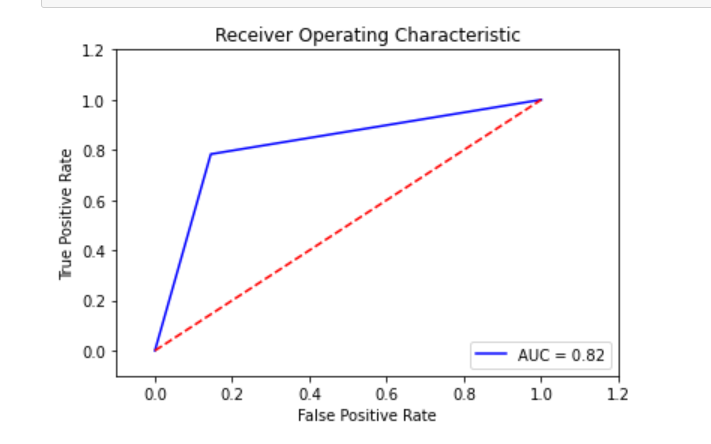 Receiver Operating Characteristic
1.2
1.0
0.8
0.6
0.4
0.2
0.0
True Positive Rate
AUC = 0.82
0.0 0.2 0.4 0.6 0.8 1.0 1.2
False Positive Rate